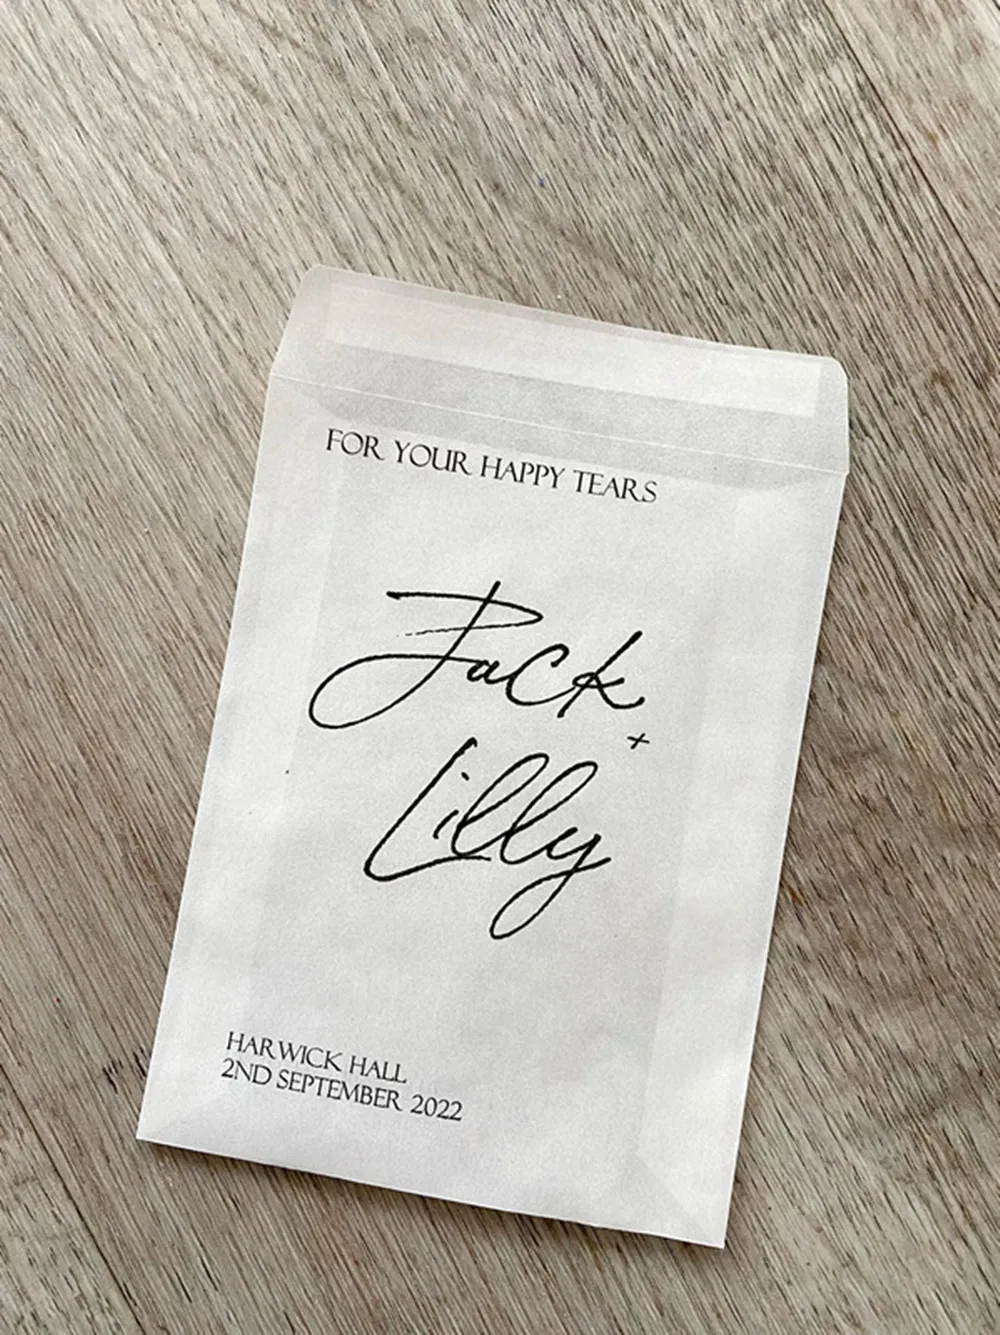 FOR YOUR HAPPY TEARS
Jack
+
Lilly
HARWICK HALL
2ND SEPTEMBER 2022